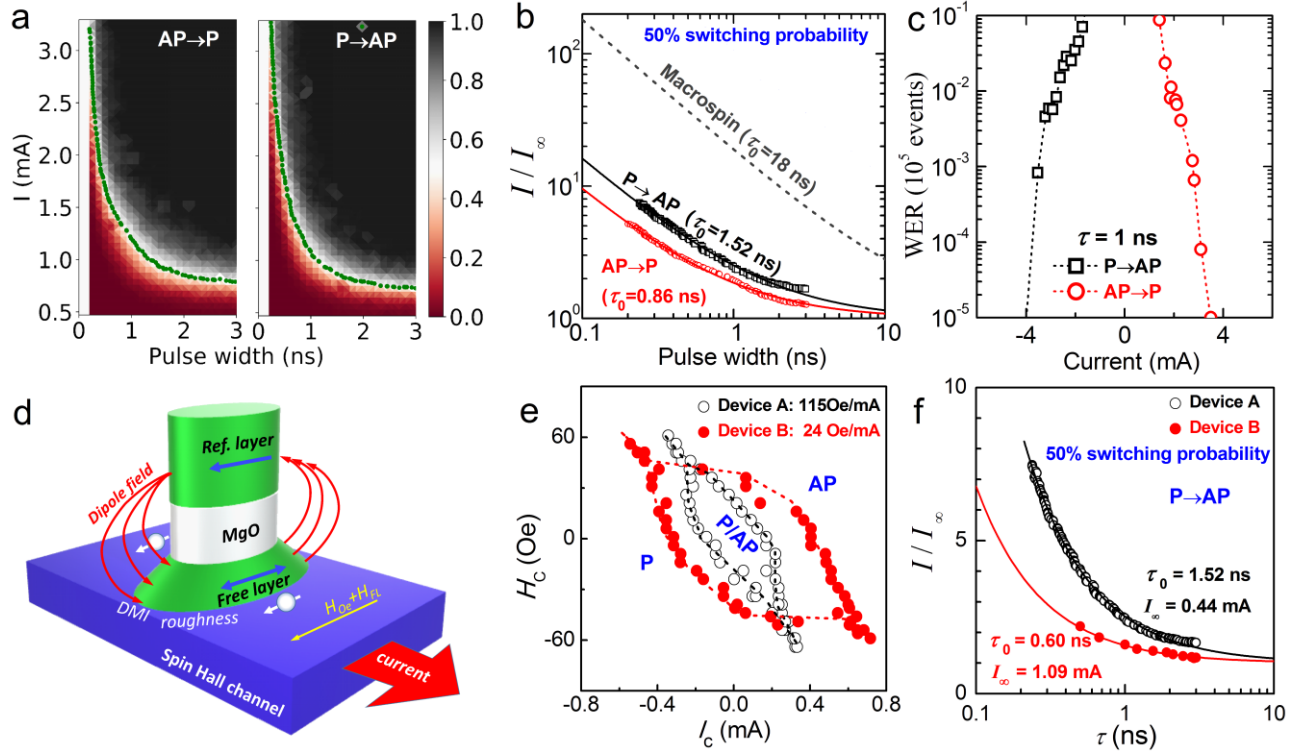 a
AP→P
P→AP
I (mA)
3.0
2.5
2.0
1.5
1.0
0.5
0
1
2
3
0
1
2
3
Pulse width (ns)
1.0
0.8
0.6
0.4
0.2
0.0
b
50% switching probability
Macrospin (τ0=18 ns)
P→AP (τ0=1.52 ns)
AP→P
(τ0=0.86 ns)
I / I∞
10²
10¹
10⁰
0.1
1
10
Pulse width (ns)
c
WER (10⁵ events)
10⁻¹
10⁻²
10⁻³
10⁻⁴
10⁻⁵
τ = 1 ns
P→AP
AP→P
-4
0
4
Current (mA)
d
Ref. layer
Dipole field
MgO
Free layer
DMI roughness
H_Oe+H_FL
Spin Hall channel
current
e
Device A: 115Oe/mA
Device B: 24 Oe/mA
AP
P/AP
P
H_C (Oe)
60
0
-60
-0.8
-0.4
0.0
0.4
0.8
I_c (mA)
f
Device A
Device B
50% switching probability
P→AP
τ0 = 1.52 ns
I∞ = 0.44 mA
τ0 = 0.60 ns
I∞ = 1.09 mA
I / I∞
10
5
0
0.1
1
10
τ (ns)